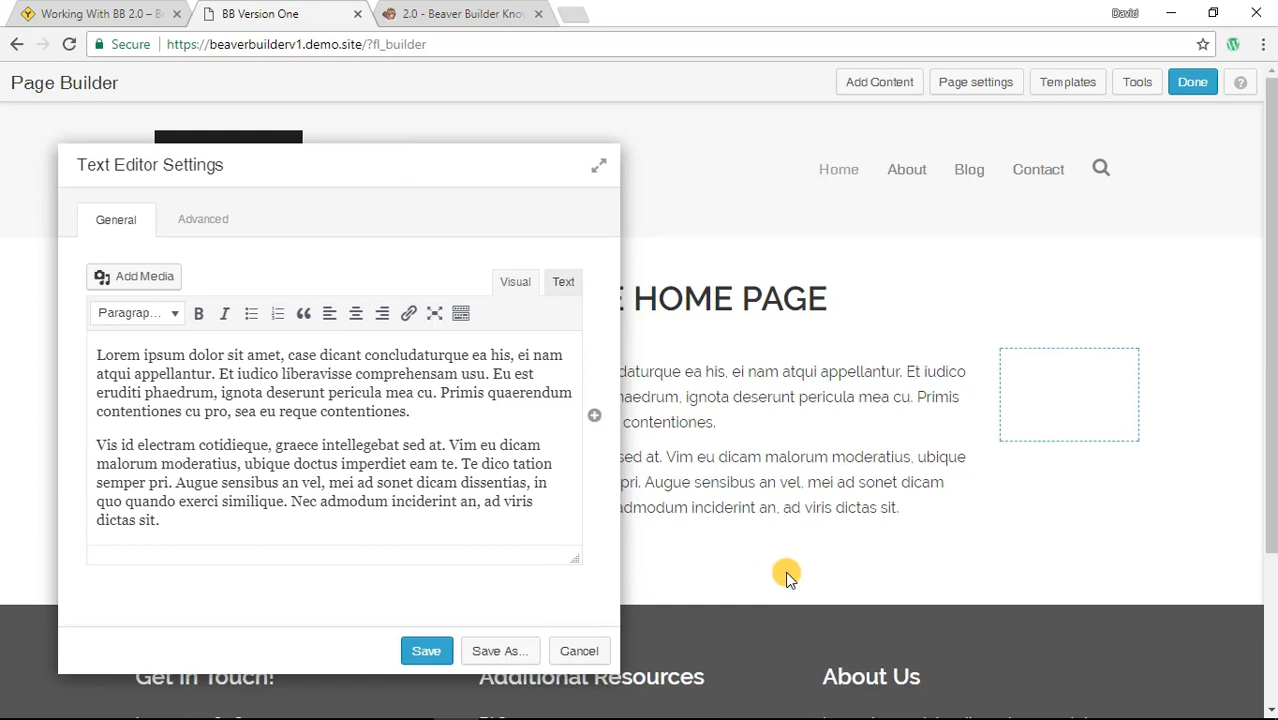 Working With BB 2.0 – B
BB Version One
2.0 - Beaver Builder Kno
David
Secure
https://beaverbuilderv1.demo.site/?fl_builder
Page Builder
Add Content
Page settings
Templates
Tools
Done
?
Text Editor Settings
Home
About
Blog
Contact
General
Advanced
Add Media
Visual
Text
Paragrap...
B
I
HOME PAGE
Lorem ipsum dolor sit amet, case dicant concludaturque ea his, ei nam
atqui appellantur. Et iudico liberavisse comprehensam usu. Eu est
eruditi phaedrum, ignota deserunt pericula mea cu. Primis quaerendum
contentiones cu pro, sea eu reque contentiones.
Vis id electram cotidieque, graece intellegebat sed at. Vim eu dicam
malorum moderatius, ubique doctus imperdiet eam te. Te dico tation
semper pri. Augue sensibus an vel, mei ad sonet dicam dissentias, in
quo quando exerci similique. Nec admodum inciderint an, ad viris
dictas sit.
daturque ea his, ei nam atqui appellantur. Et iudico
haedrum, ignota deserunt pericula mea cu. Primis
contentiones.
sed at. Vim eu dicam malorum moderatius, ubique
pri. Augue sensibus an vel, mei ad sonet dicam
admodum inciderint an, ad viris dictas sit.
Save
Save As...
Cancel
Get In Touch!
Additional Resources
About Us